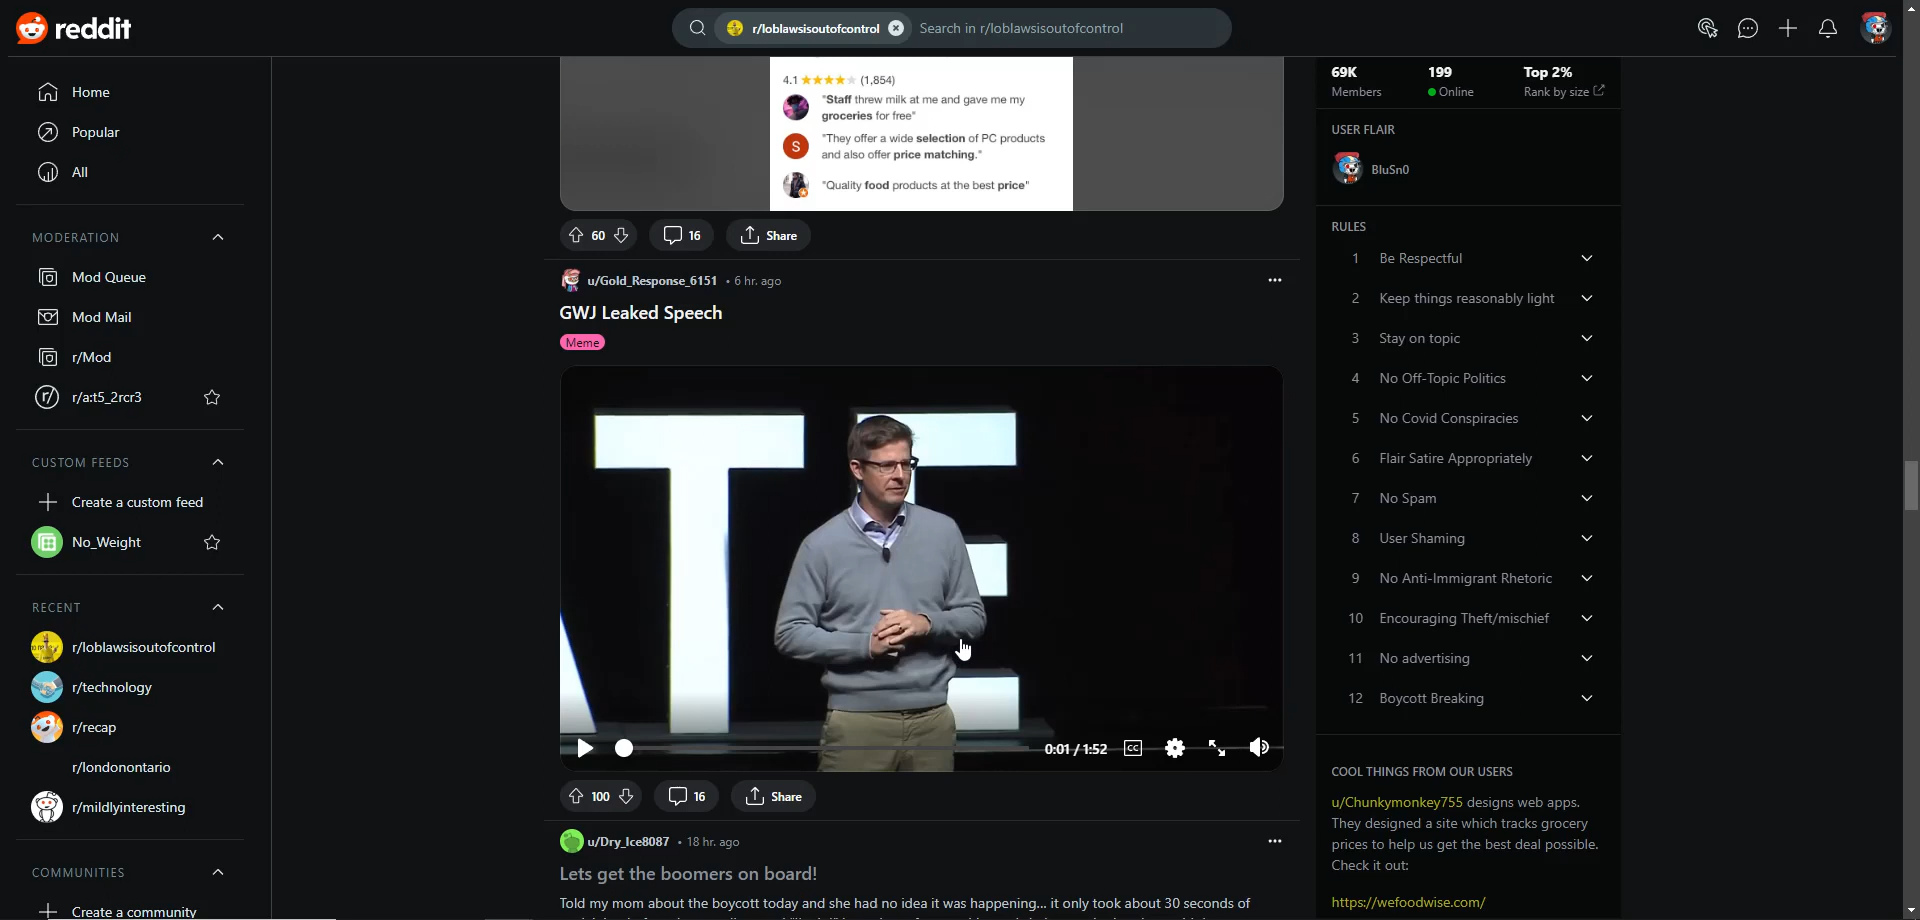 reddit
r/loblawsisoutofcontrol
Search in r/loblawsisoutofcontrol
Home
Popular
All
MODERATION
Mod Queue
Mod Mail
r/Mod
r/a:t5_2rcr3
CUSTOM FEEDS
Create a custom feed
No_Weight
RECENT
r/loblawsisoutofcontrol
r/technology
r/recap
r/londonontario
r/mildlyinteresting
COMMUNITIES
Create a community
4.1 (1,854)
"Staff threw milk at me and gave me my
groceries for free"
S
"They offer a wide selection of PC products
and also offer price matching."
"Quality food products at the best price"
60
16
Share
u/Gold_Response_6151 • 6 hr. ago
GWJ Leaked Speech
Meme
T E
A
0:01 / 1:52
CC
100
16
Share
u/Dry_Ice8087 • 18 hr. ago
Lets get the boomers on board!
Told my mom about the boycott today and she had no idea it was happening... it only took about 30 seconds of
69K
Members
199
Online
Top 2%
Rank by size
USER FLAIR
BluSn0
RULES
1 Be Respectful
2 Keep things reasonably light
3 Stay on topic
4 No Off-Topic Politics
5 No Covid Conspiracies
6 Flair Satire Appropriately
7 No Spam
8 User Shaming
9 No Anti-Immigrant Rhetoric
10 Encouraging Theft/mischief
11 No advertising
12 Boycott Breaking
COOL THINGS FROM OUR USERS
u/Chunkymonkey755 designs web apps.
They designed a site which tracks grocery
prices to help us get the best deal possible.
Check it out:
https://wefoodwise.com/